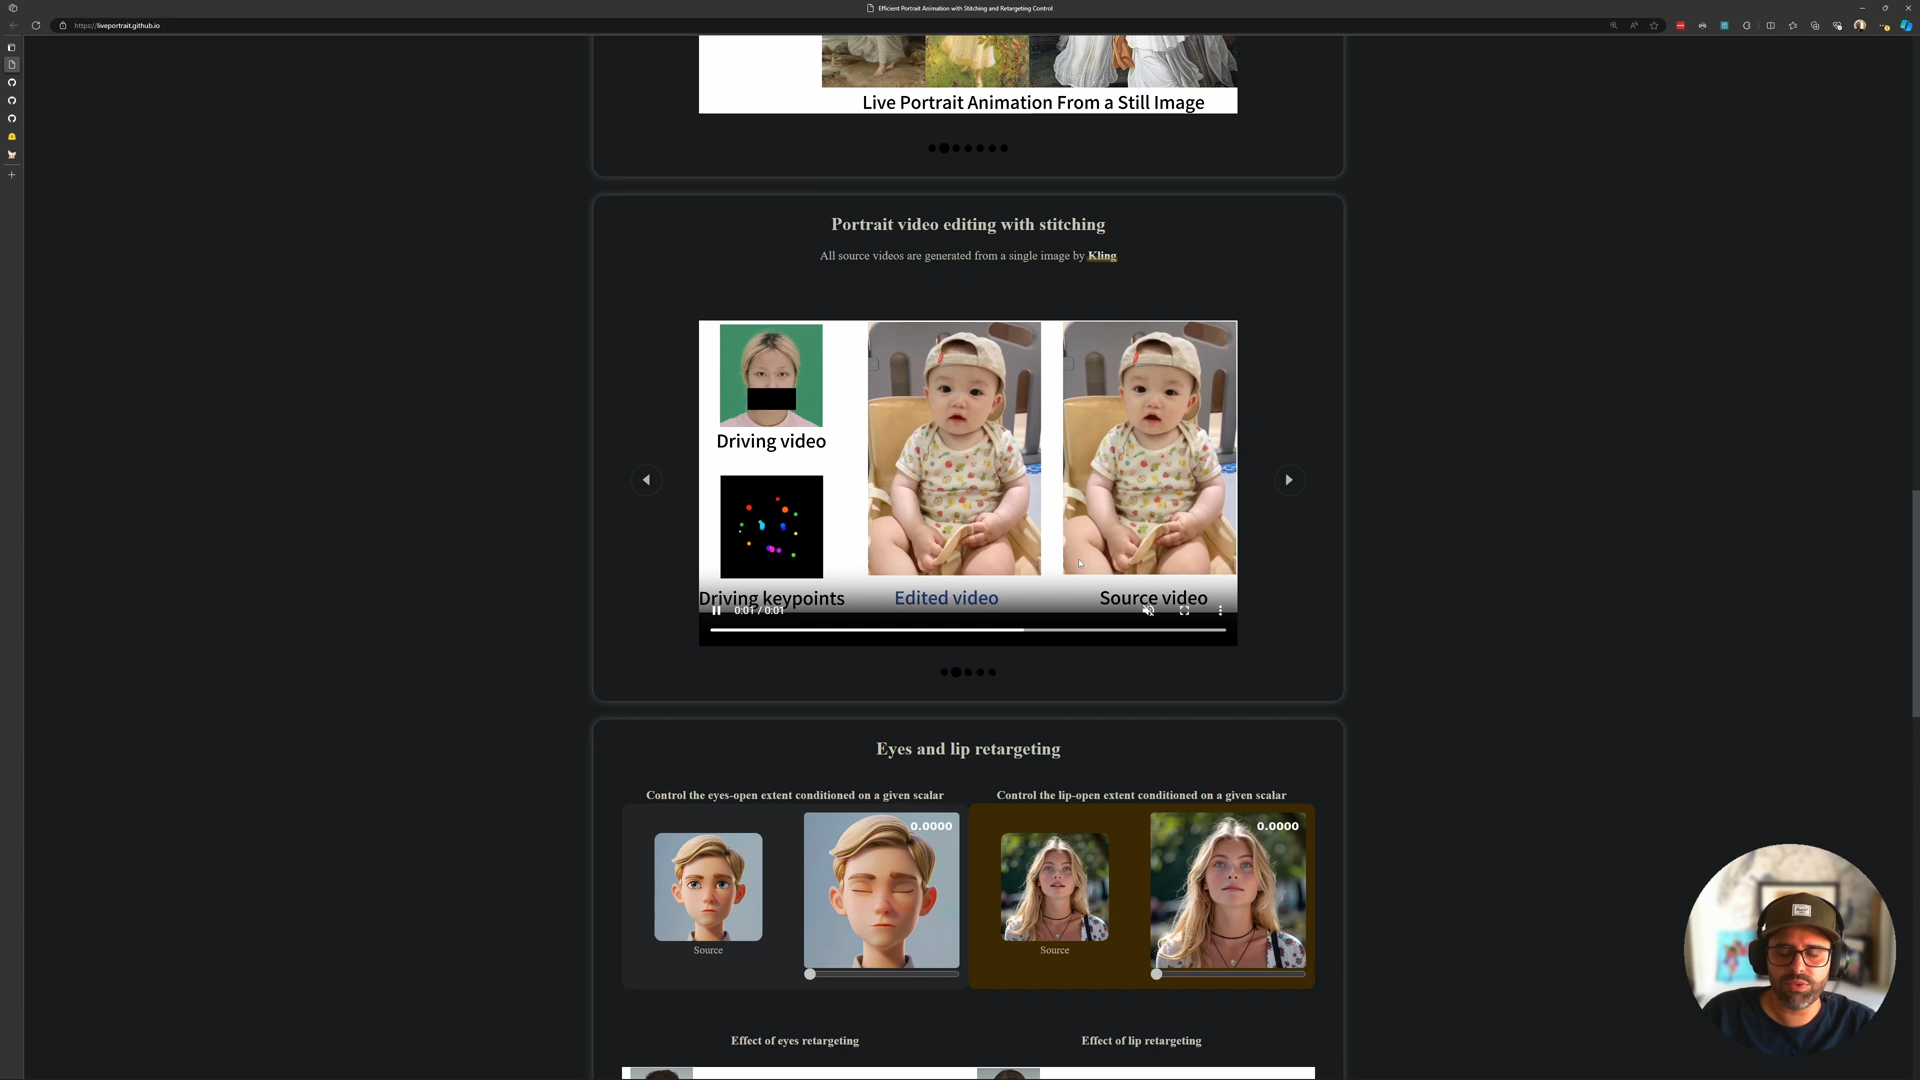 Efficient Portrait Animation with Stitching and Retargeting Control
https://liveportrait.github.io
Live Portrait Animation From a Still Image
Portrait video editing with stitching
All source videos are generated from a single image by Kling
Driving video
Driving keypoints
Edited video
Source video
0:01 / 0:01
Eyes and lip retargeting
Control the eyes-open extent conditioned on a given scalar
Control the lip-open extent conditioned on a given scalar
0.0000
0.0000
Source
Source
Effect of eyes retargeting
Effect of lip retargeting